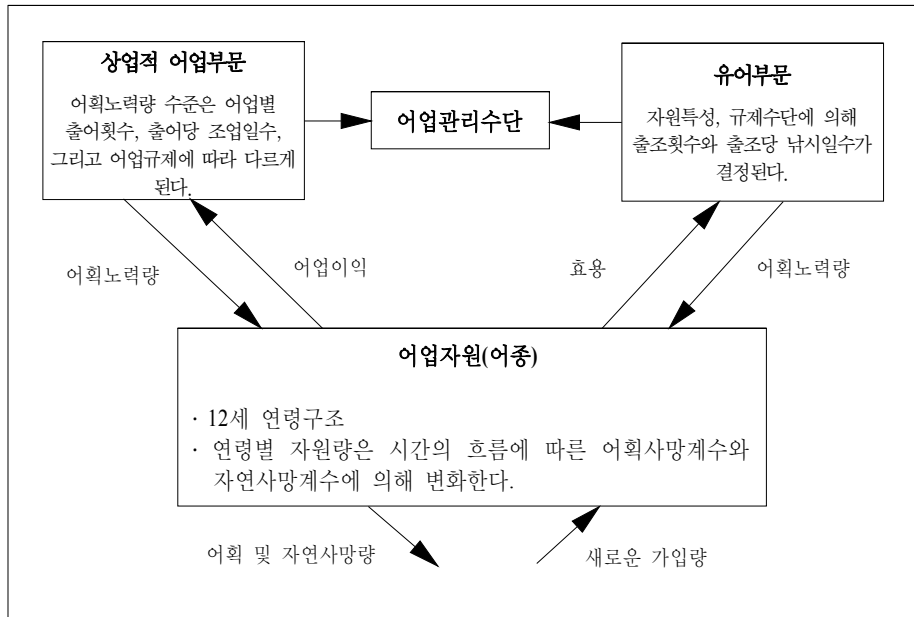 상업적 어업부문
어획노력량 수준은 어업별
출어횟수, 출어당 조업일수,
그리고 어업규제에 따라 다르게
된다.
어업관리수단
유어부문
자원특성, 규제수단에 의해
출조횟수와 출조당 낚시일수가
결정된다.
어획노력량
어업이익
효용
어획노력량
어업자원(어종)
· 12세 연령구조
· 연령별 자원량은 시간의 흐름에 따른 어획사망계수와
자연사망계수에 의해 변화한다.
어획 및 자연사망량
새로운 가입량